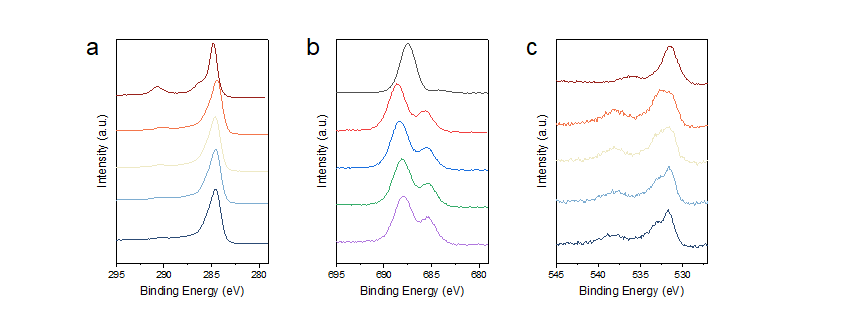 a
b
c
Intensity (a.u.)
Intensity (a.u.)
Intensity (a.u.)
295 290 285 280
695 690 685 680
545 540 535 530
Binding Energy (eV)
Binding Energy (eV)
Binding Energy (eV)